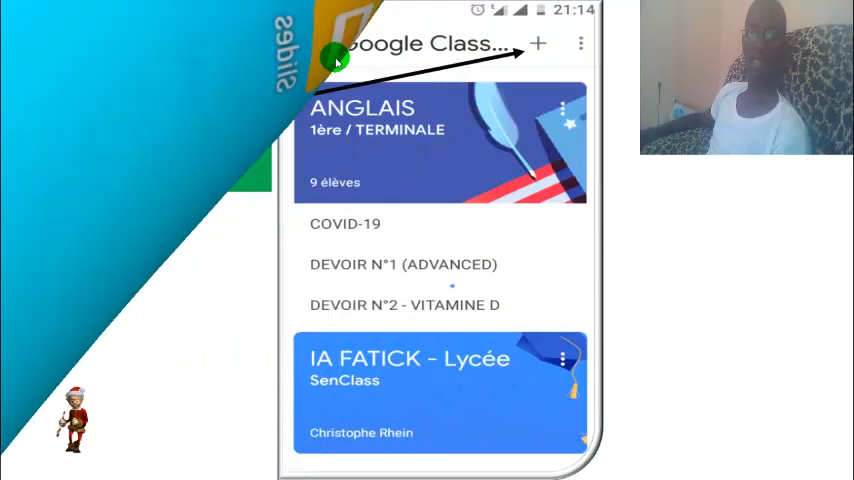 Slides
21:14
Google Class...
ANGLAIS
1ère / TERMINALE
9 élèves
COVID-19
DEVOIR N°1 (ADVANCED)
DEVOIR N°2 - VITAMINE D
IA FATICK - Lycée
SenClass
Christophe Rhein